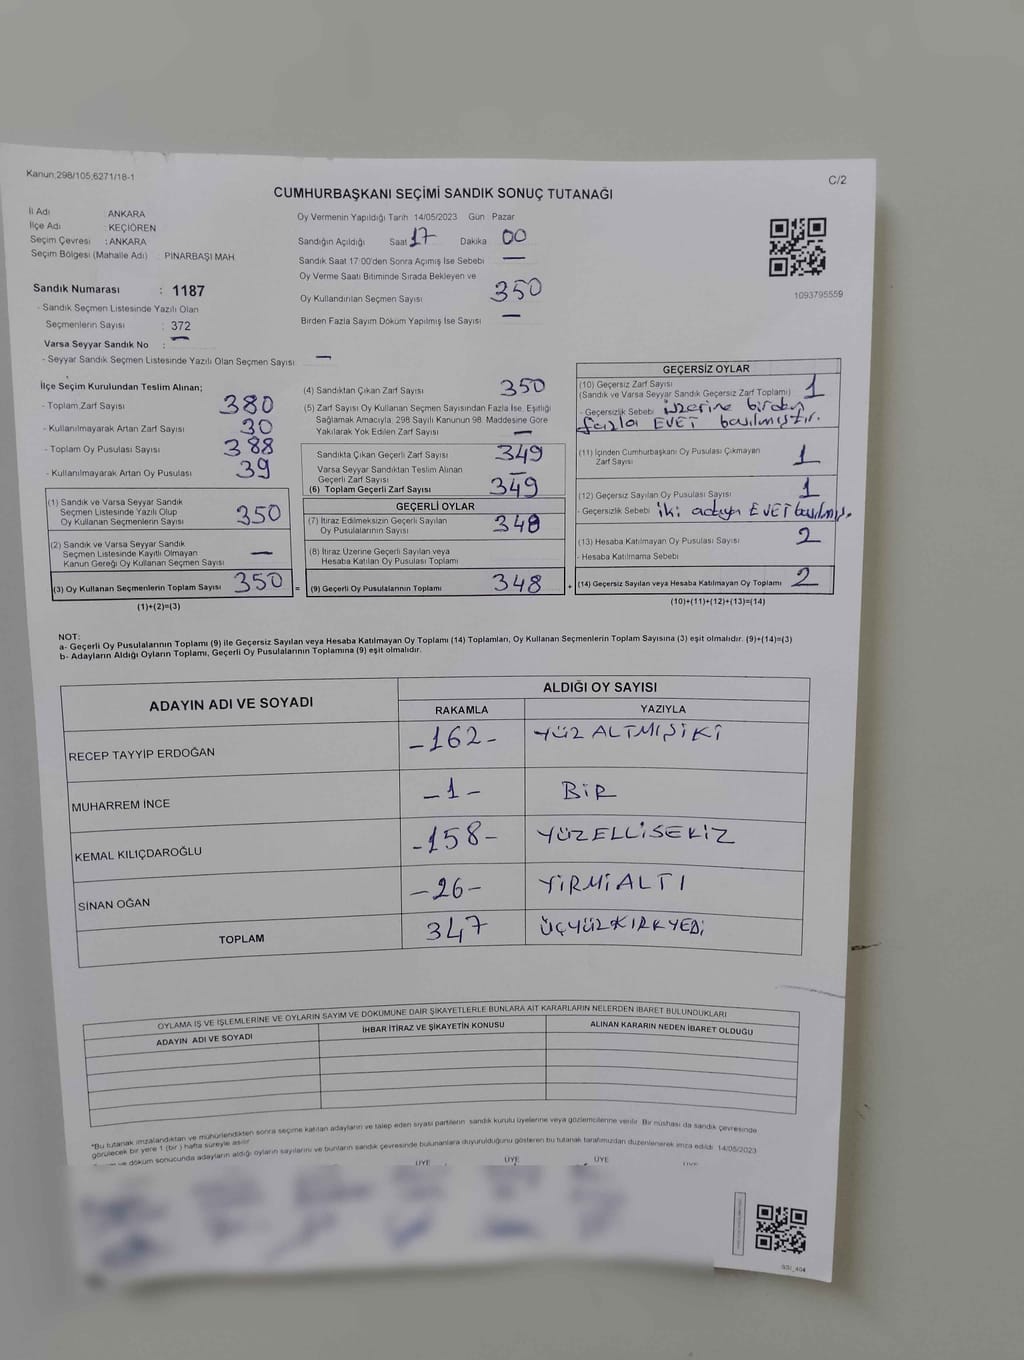 Kanun 298/105,6271/18-1
C/2
CUMHURBAŞKANI SEÇİMİ SANDIK SONUÇ TUTANAĞI
İl Adı : ANKARA
İlçe Adı : KEÇİÖREN
Seçim Çevresi : ANKARA
Seçim Bölgesi (Mahalle Adı) : PINARBAŞI MAH.
Sandık Numarası : 1187
- Sandık Seçmen Listesinde Yazılı Olan
Seçmenlerin Sayısı : 372
Varsa Seyyar Sandık No : —
- Seyyar Sandık Seçmen Listesinde Yazılı Olan Seçmen Sayısı —
Oy Vermenin Yapıldığı Tarih 14/05/2023 Gün Pazar
Sandığın Açıldığı Saat 17 Dakika 00
Sandık Saat 17:00'den Sonra Açımış İse Sebebi —
Oy Verme Saati Bitiminde Sırada Bekleyen ve
Oy Kullandırılan Seçmen Sayısı 350
Birden Fazla Sayım Döküm Yapılmış İse Sayısı —
1093795559
İlçe Seçim Kurulundan Teslim Alınan;
- Toplam Zarf Sayısı 380
- Kullanılmayarak Artan Zarf Sayısı 30
- Toplam Oy Pusulası Sayısı 388
- Kullanılmayarak Artan Oy Pusulası 39
(1) Sandık ve Varsa Seyyar Sandık
Seçmen Listesinde Yazılı Olup
Oy Kullanan Seçmenlerin Sayısı 350
(2) Sandık ve Varsa Seyyar Sandık
Seçmen Listesinde Kayıtlı Olmayan
Kanun Gereği Oy Kullanan Seçmen Sayısı —
(3) Oy Kullanan Seçmenlerin Toplam Sayısı 350 =
(1)+(2)=(3)
(4) Sandıktan Çıkan Zarf Sayısı 350
(5) Zarf Sayısı Oy Kullanan Seçmen Sayısından Fazla İse, Eşitliği
Sağlamak Amacıyla, 298 Sayılı Kanunun 98. Maddesine Göre
Yakılarak Yok Edilen Zarf Sayısı —
Sandıkta Çıkan Geçerli Zarf Sayısı 349
Varsa Seyyar Sandıktan Teslim Alınan
Geçerli Zarf Sayısı —
(6) Toplam Geçerli Zarf Sayısı 349
GEÇERLİ OYLAR
(7) İtiraz Edilmeksizin Geçerli Sayılan
Oy Pusulalarının Sayısı 348
(8) İtiraz Üzerine Geçerli Sayılan veya
Hesaba Katılan Oy Pusulası Toplamı
(9) Geçerli Oy Pusulalarının Toplamı 348 +
GEÇERSİZ OYLAR
(10) Geçersiz Zarf Sayısı
(Sandık ve Varsa Seyyar Sandık Geçersiz Zarf Toplamı) 1
- Geçersizlik Sebebi üzerine birden
fazla EVET basılmıştır.
(11) İçinden Cumhurbaşkanı Oy Pusulası Çıkmayan
Zarf Sayısı 1
(12) Geçersiz Sayılan Oy Pusulası Sayısı 1
- Geçersizlik Sebebi iki adaya EVET basılmış.
(13) Hesaba Katılmayan Oy Pusulası Sayısı 2
- Hesaba Katılmama Sebebi
(14) Geçersiz Sayılan veya Hesaba Katılmayan Oy Toplamı 2
(10)+(11)+(12)+(13)=(14)
NOT:
a- Geçerli Oy Pusulalarının Toplamı (9) ile Geçersiz Sayılan veya Hesaba Katılmayan Oy Toplamı (14) Toplamları, Oy Kullanan Seçmenlerin Toplam Sayısına (3) eşit olmalıdır. (9)+(14)=(3)
b- Adayların Aldığı Oyların Toplamı, Geçerli Oy Pusulalarının Toplamına (9) eşit olmalıdır.
ADAYIN ADI VE SOYADI
ALDIĞI OY SAYISI
RAKAMLA YAZIYLA
RECEP TAYYİP ERDOĞAN -162- YÜZ ALTMIŞ İKİ
MUHARREM İNCE -1- BİR
KEMAL KILIÇDAROĞLU -158- YÜZELLİSEKİZ
SİNAN OĞAN -26- YİRMİALTI
TOPLAM 347 ÜÇYÜZKIRKYEDİ
OYLAMA İŞ VE İŞLEMLERİNE VE OYLARIN SAYIM VE DÖKÜMÜNE DAİR ŞİKAYETLERLE BUNLARA AİT KARARLARIN NELERDEN İBARET BULUNDUKLARI
ADAYIN ADI VE SOYADI İHBAR İTİRAZ VE ŞİKAYETİN KONUSU ALINAN KARARIN NEDEN İBARET OLDUĞU
*Bu tutanak imzalandıktan ve mühürlendikten sonra seçime katılan adayların ve talep eden siyasi partilerin sandık kurulu üyelerine veya gözlemcilerine verilir. Bir nüshası da sandık çevresinde
görülecek bir yere 1 (bir) hafta süreyle asılır.
ve döküm sonucunda adayların aldığı oyların sayılarını ve bunların sandık çevresinde bulunanlara duyurulduğunu gösteren bu tutanak tarafımızdan düzenlenerek imza edildi. 14/05/2023
ÜYE ÜYE ÜYE ÜYE